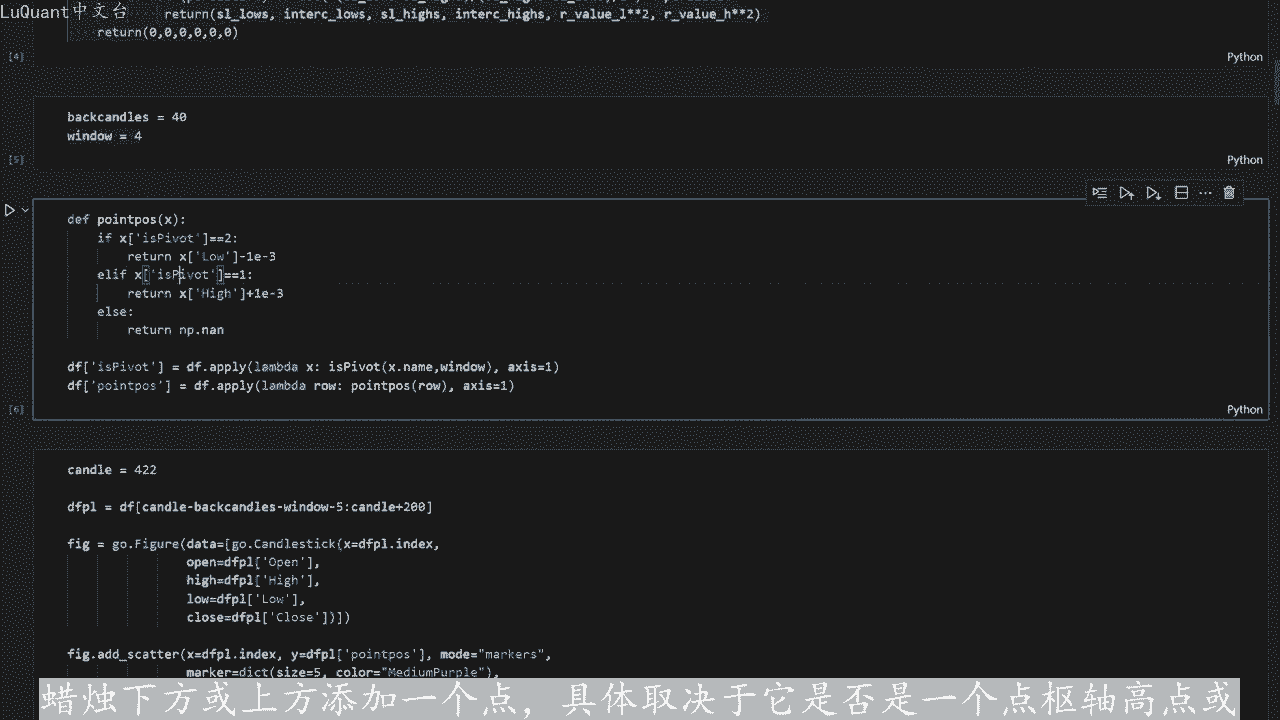 LuQuant中文台
return(sl_lows, interc_lows, sl_highs, interc_highs, r_value_l**2, r_value_h**2)
return(0,0,0,0,0,0)
[4]
Python
backcandles = 40
window = 4
[5]
Python
def pointpos(x):
if x['isPivot']==2:
return x['Low']-1e-3
elif x['isPivot']==1:
return x['High']+1e-3
else:
return np.nan
df['isPivot'] = df.apply(lambda x: isPivot(x.name,window), axis=1)
df['pointpos'] = df.apply(lambda row: pointpos(row), axis=1)
[6]
Python
candle = 422
dfpl = df[candle-backcandles-window-5:candle+200]
fig = go.Figure(data=[go.Candlestick(x=dfpl.index,
open=dfpl['Open'],
high=dfpl['High'],
low=dfpl['Low'],
close=dfpl['Close'])])
fig.add_scatter(x=dfpl.index, y=dfpl['pointpos'], mode="markers",
marker=dict(size=5, color="MediumPurple"),
蜡烛下方或上方添加一个点，具体取决于它是否是一个点枢轴高点或